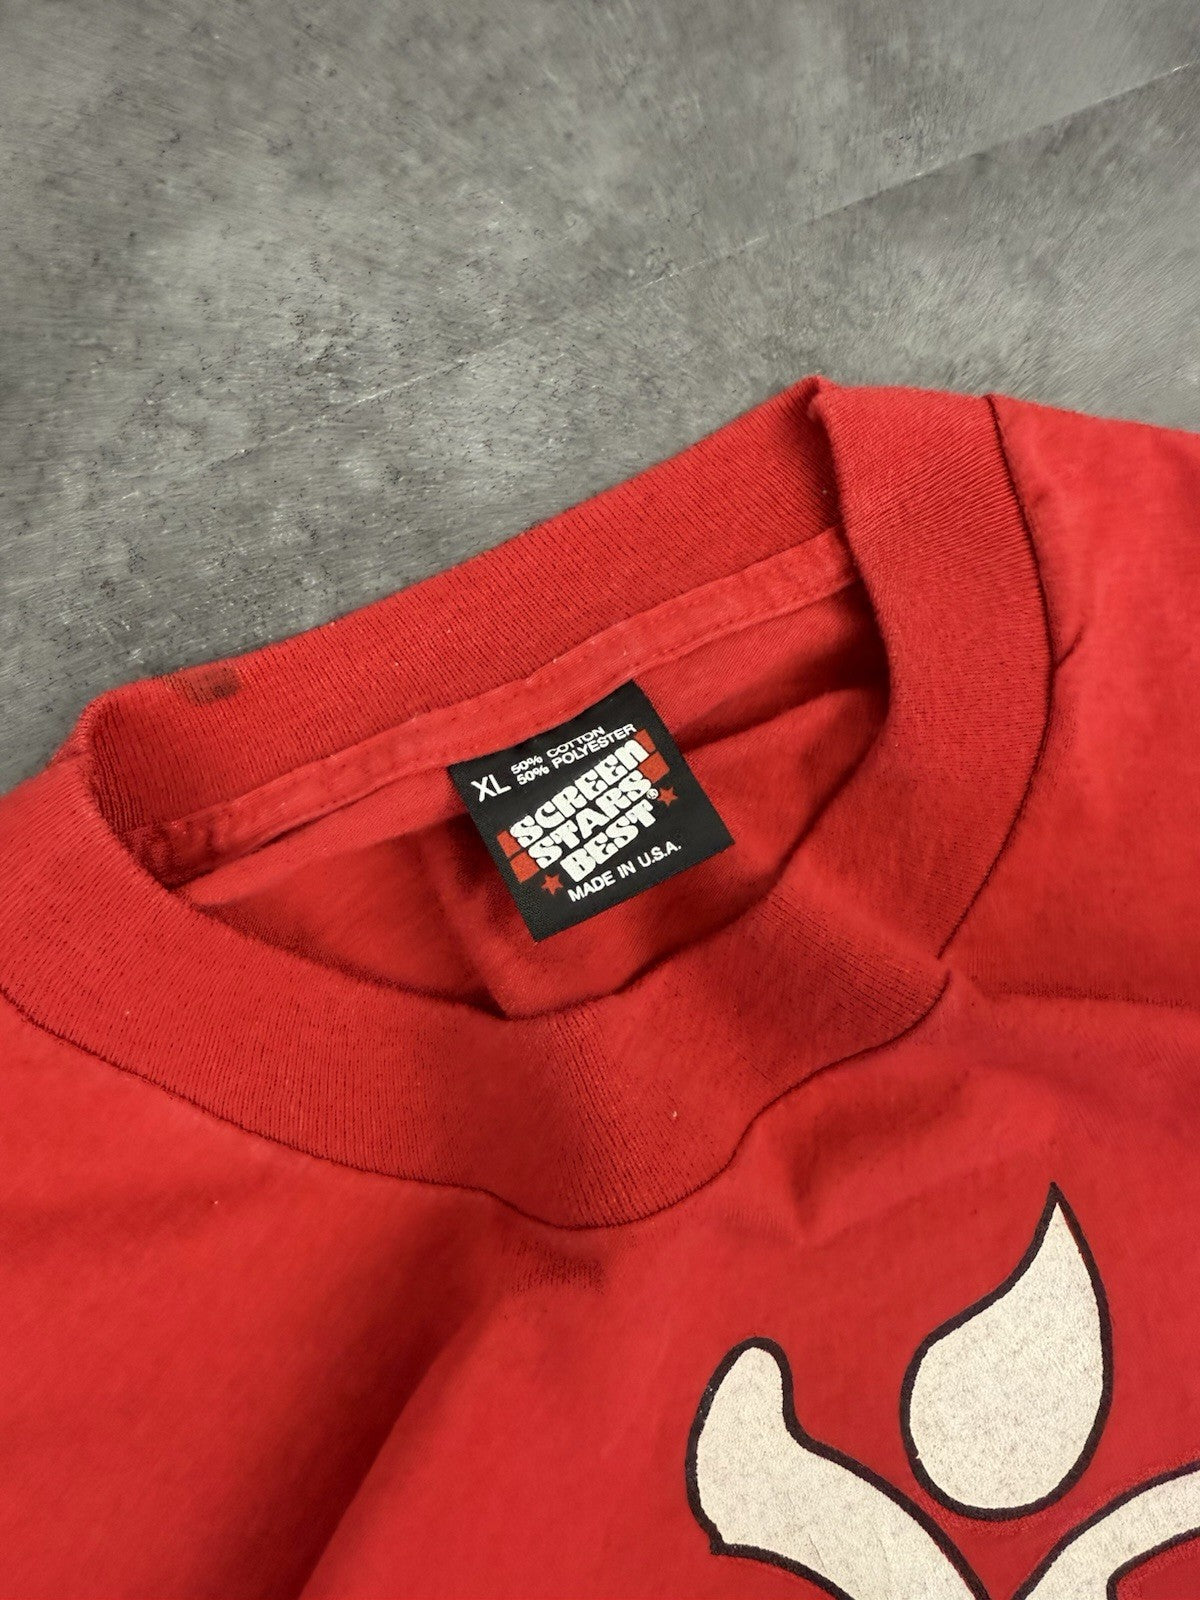 XL 50% COTTON
50% POLYESTER
SCREEN
STARS
BEST®
MADE IN U.S.A.